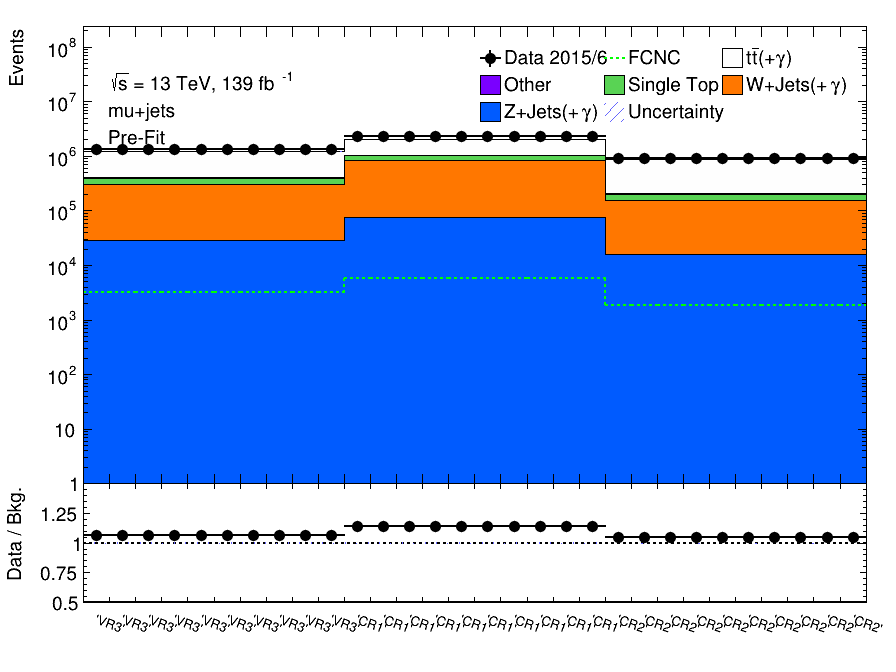 Events
10^8
10^7
10^6
10^5
10^4
10^3
10^2
10
1
√s = 13 TeV, 139 fb^-1
mu+jets
Pre-Fit
Data 2015/6 FCNC tt̄(+γ)
Other Single Top W+Jets(+γ)
Z+Jets(+γ) Uncertainty
Data / Bkg.
1.25
1
0.75
0.5
'VR3' 'VR3' 'VR3' 'VR3' 'VR3' 'VR3' 'VR3' 'VR3' 'VR3' 'VR3' 'CR1' 'CR1' 'CR1' 'CR1' 'CR1' 'CR1' 'CR1' 'CR1' 'CR1' 'CR1' 'CR2' 'CR2' 'CR2' 'CR2' 'CR2' 'CR2' 'CR2' 'CR2' 'CR2' 'CR2'